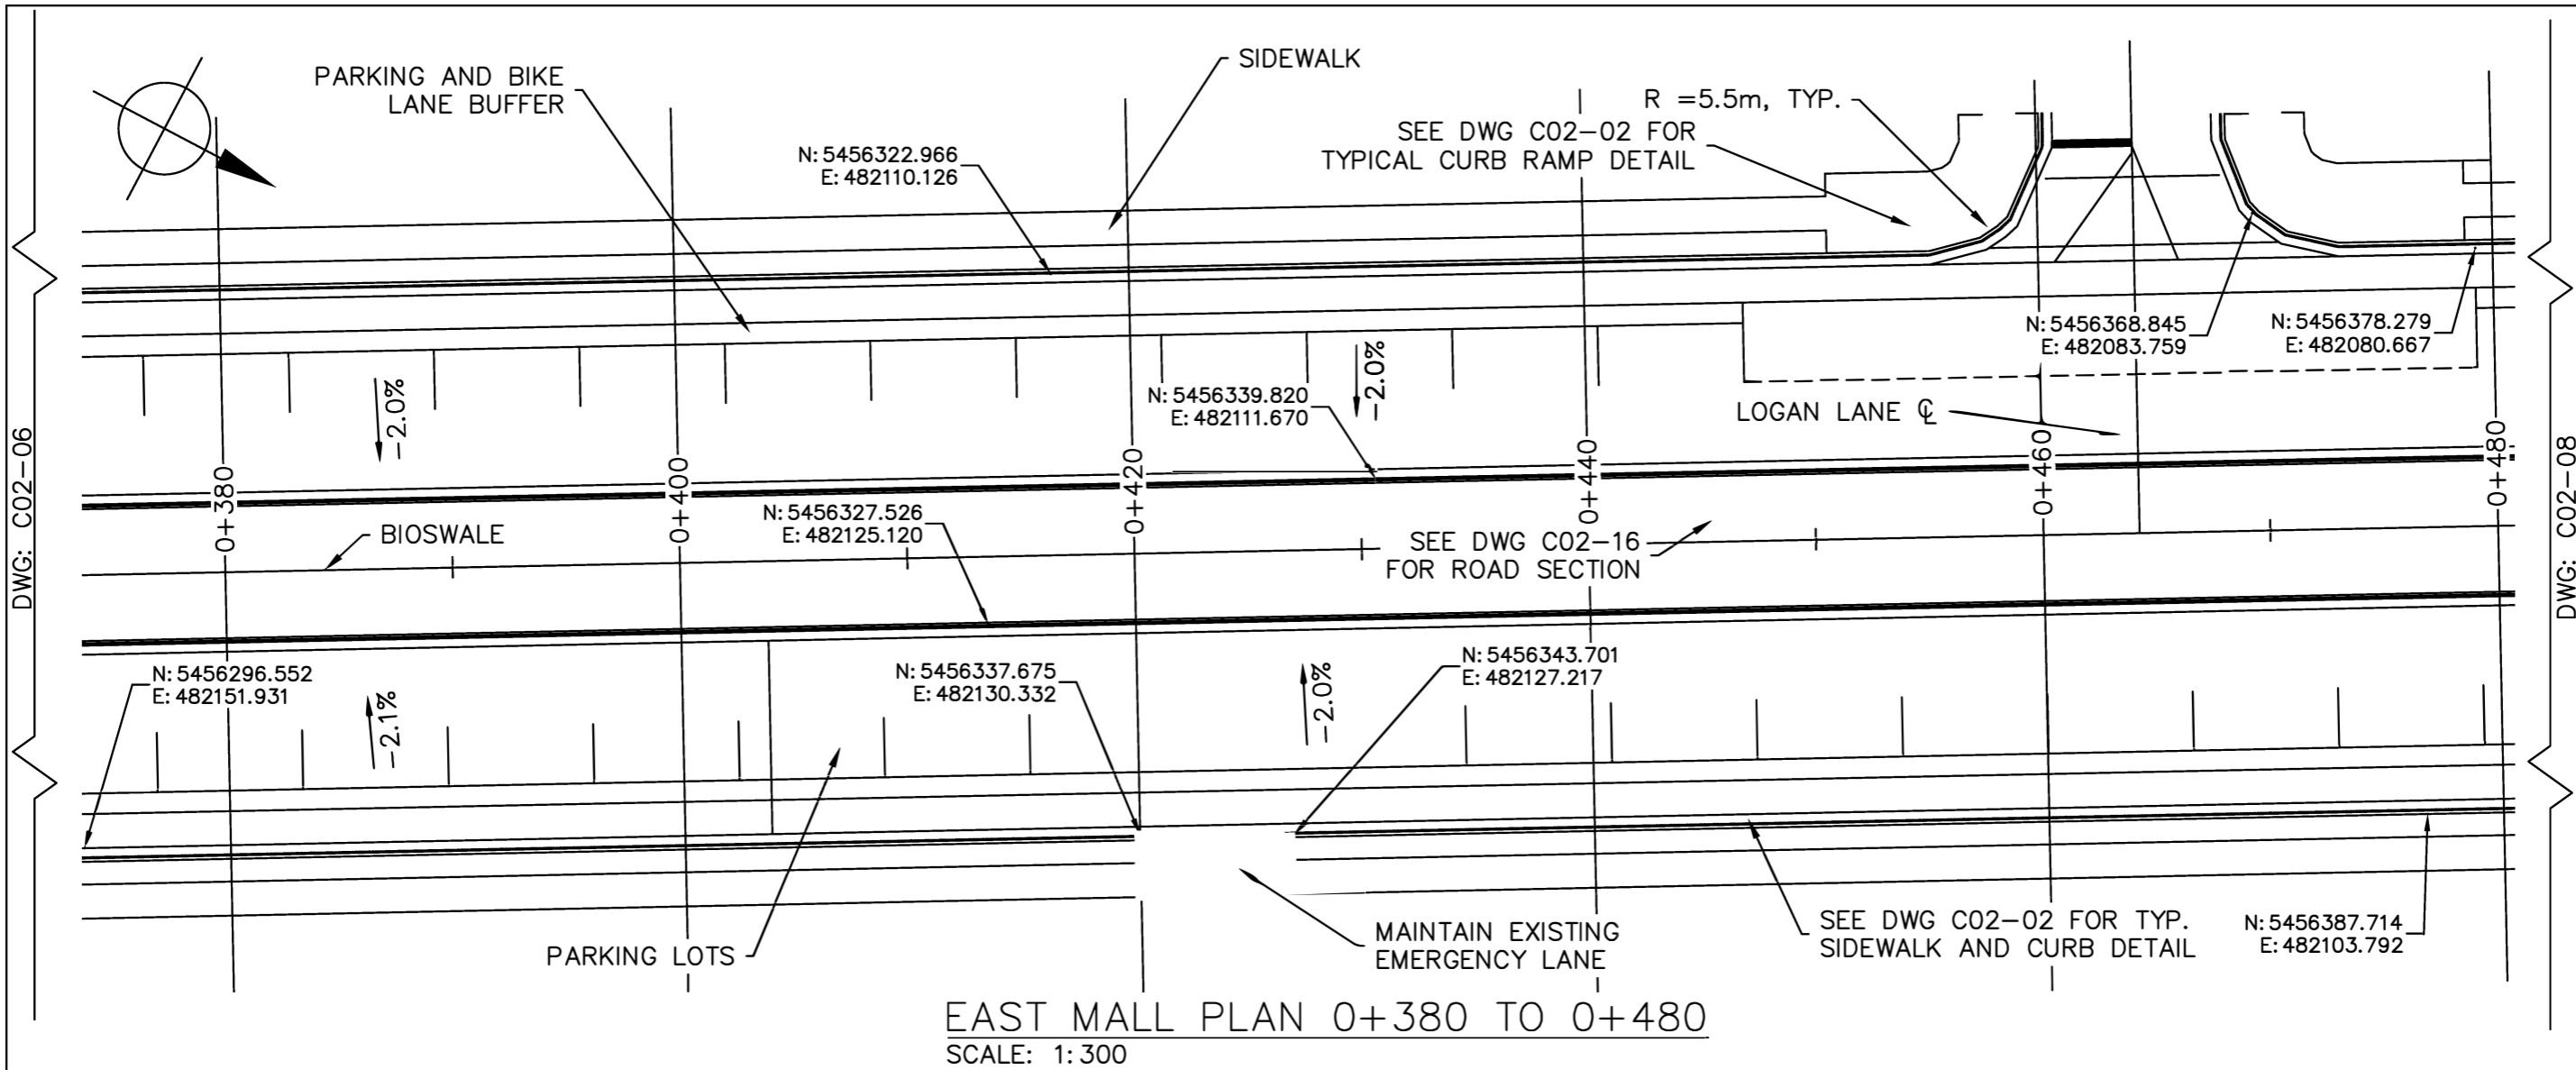 PARKING AND BIKE
LANE BUFFER
SIDEWALK
R =5.5m, TYP.
SEE DWG C02-02 FOR
TYPICAL CURB RAMP DETAIL
N: 5456322.966
E: 482110.126
N: 5456368.845
E: 482083.759
N: 5456378.279
E: 482080.667
-2.0%
-2.0%
N: 5456339.820
E: 482111.670
LOGAN LANE ℄
DWG: C02-06
0+380
0+400
0+420
0+440
0+460
0+480
DWG: C02-08
BIOSWALE
N: 5456327.526
E: 482125.120
SEE DWG C02-16
FOR ROAD SECTION
N: 5456296.552
E: 482151.931
-2.1%
N: 5456337.675
E: 482130.332
-2.0%
N: 5456343.701
E: 482127.217
PARKING LOTS
MAINTAIN EXISTING
EMERGENCY LANE
SEE DWG C02-02 FOR TYP.
SIDEWALK AND CURB DETAIL
N: 5456387.714
E: 482103.792
EAST MALL PLAN 0+380 TO 0+480
SCALE: 1:300